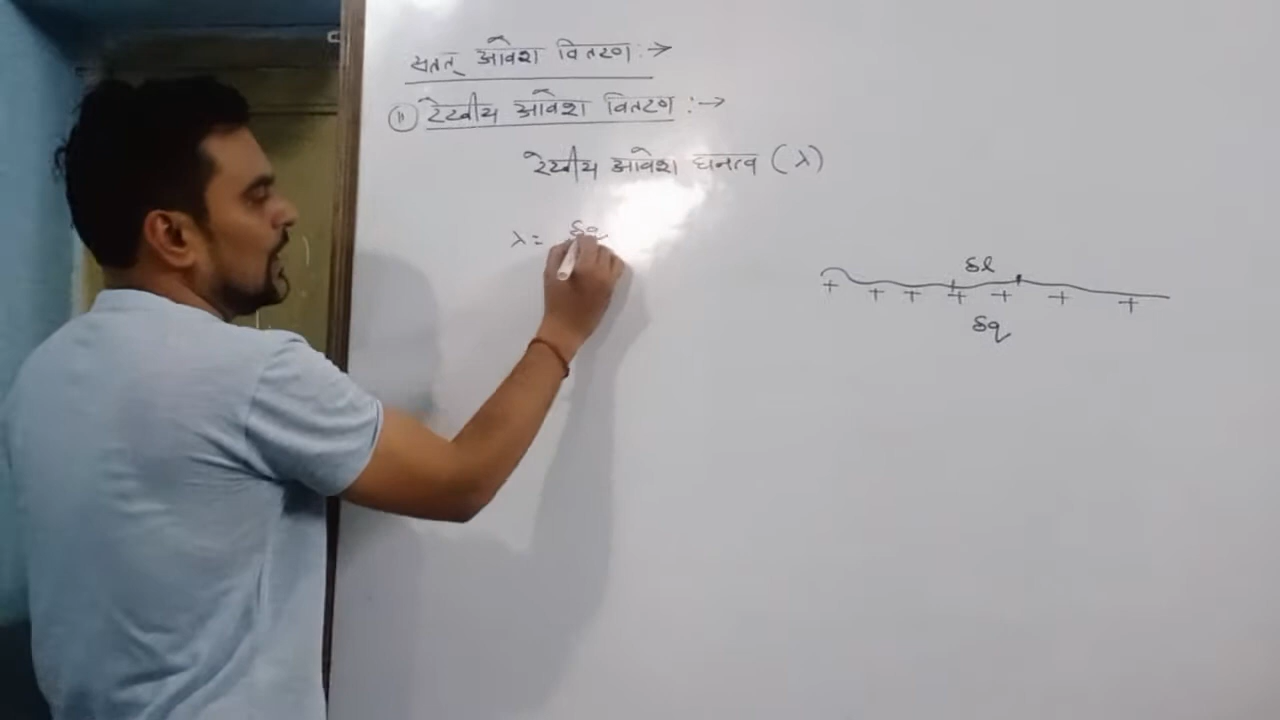 सतत् आवेश वितरण :→
(1) रेखीय आवेश वितरण :→
रेखीय आवेश घनत्व (λ)
λ = δq
δl
+ + + + + + +
δq